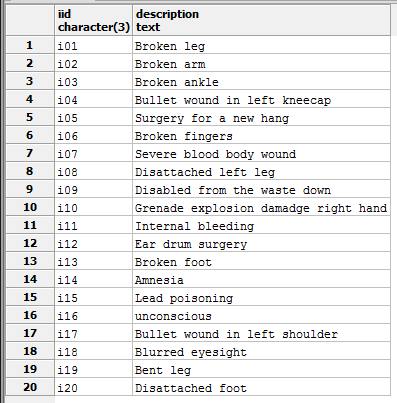 iid description
character(3) text
1 i01 Broken leg
2 i02 Broken arm
3 i03 Broken ankle
4 i04 Bullet wound in left kneecap
5 i05 Surgery for a new hang
6 i06 Broken fingers
7 i07 Severe blood body wound
8 i08 Disattached left leg
9 i09 Disabled from the waste down
10 i10 Grenade explosion damadge right hand
11 i11 Internal bleeding
12 i12 Ear drum surgery
13 i13 Broken foot
14 i14 Amnesia
15 i15 Lead poisoning
16 i16 unconscious
17 i17 Bullet wound in left shoulder
18 i18 Blurred eyesight
19 i19 Bent leg
20 i20 Disattached foot